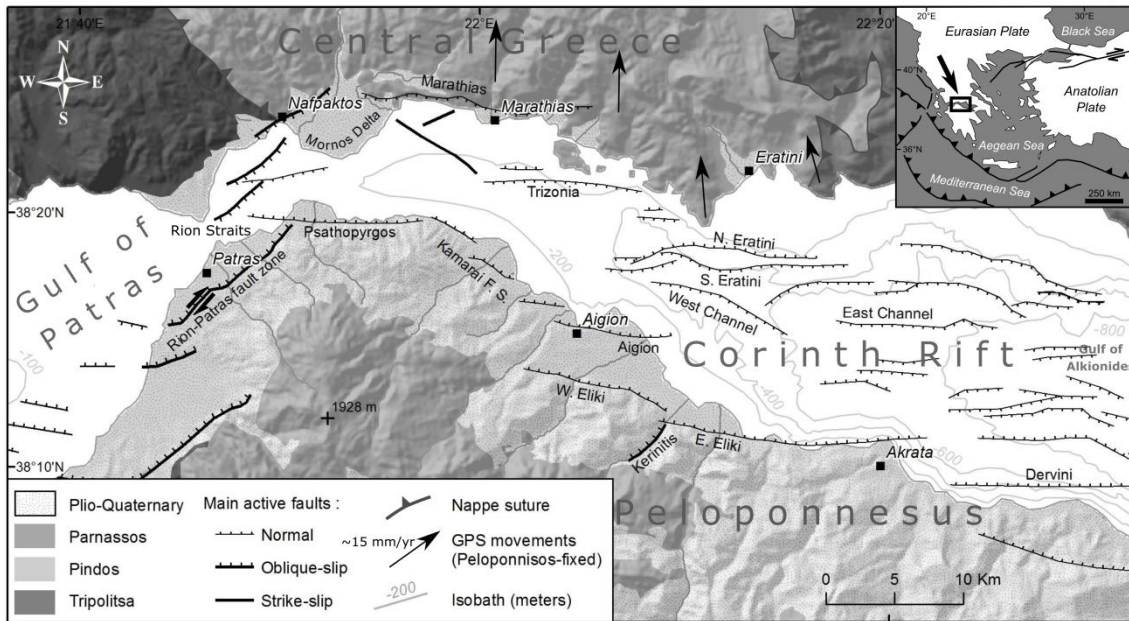 21°40'E
22°E
22°20'E
Central Greece
N
W E
S
Nafpaktos
Marathias
Marathias
Mornos Delta
Eratini
Trizonia
38°20'N
Rion Straits
Psathopyrgos
Gulf of
Patras
Patras
Rion-Patras fault zone
Kamarai F. S.
-200
N. Eratini
S. Eratini
West Channel
East Channel
-800
Aigion
Aigion
Corinth Rift
Gulf of
Alkionides
-100
1928 m
W. Eliki
-400
Kerinitis
E. Eliki
Akrata
-600
38°10'N
Dervini
Peloponnesus
20°E
30°E
Eurasian Plate
Black Sea
40°N
Anatolian
Plate
36°N
Aegean Sea
Mediterranean Sea
250 km
Plio-Quaternary
Parnassos
Pindos
Tripolitsa
Main active faults :
Normal
Oblique-slip
Strike-slip
Nappe suture
~15 mm/yr
GPS movements
(Peloponnisos-fixed)
-200
Isobath (meters)
0 5 10 Km